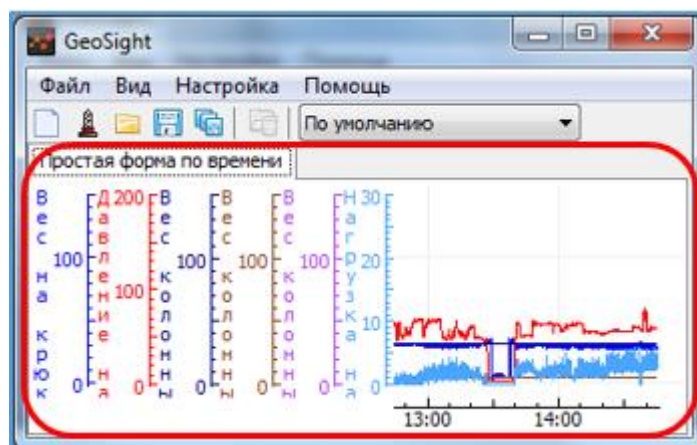 GeoSight
Файл Вид Настройка Помощь
По умолчанию
Простая форма по времени
Вес на крюк
100
0
Давление на
200
100
0
Вес колонны
100
0
Вес колонны
100
0
Вес колонны
100
0
Нагрузка на
30
20
10
0
13:00 14:00